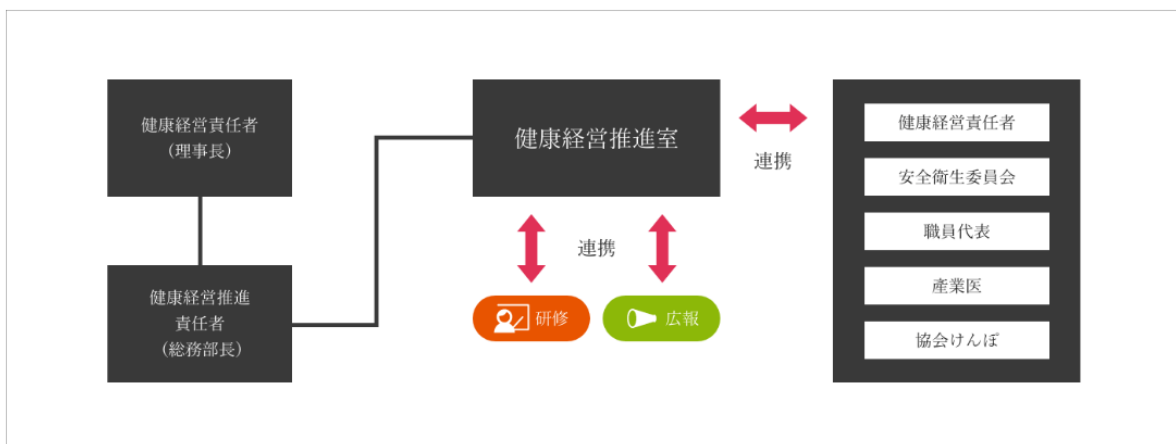 健康経営責任者
(理事長)
健康経営推進
責任者
(総務部長)
健康経営推進室
連携
研修
広報
連携
健康経営責任者
安全衛生委員会
職員代表
産業医
協会けんぽ